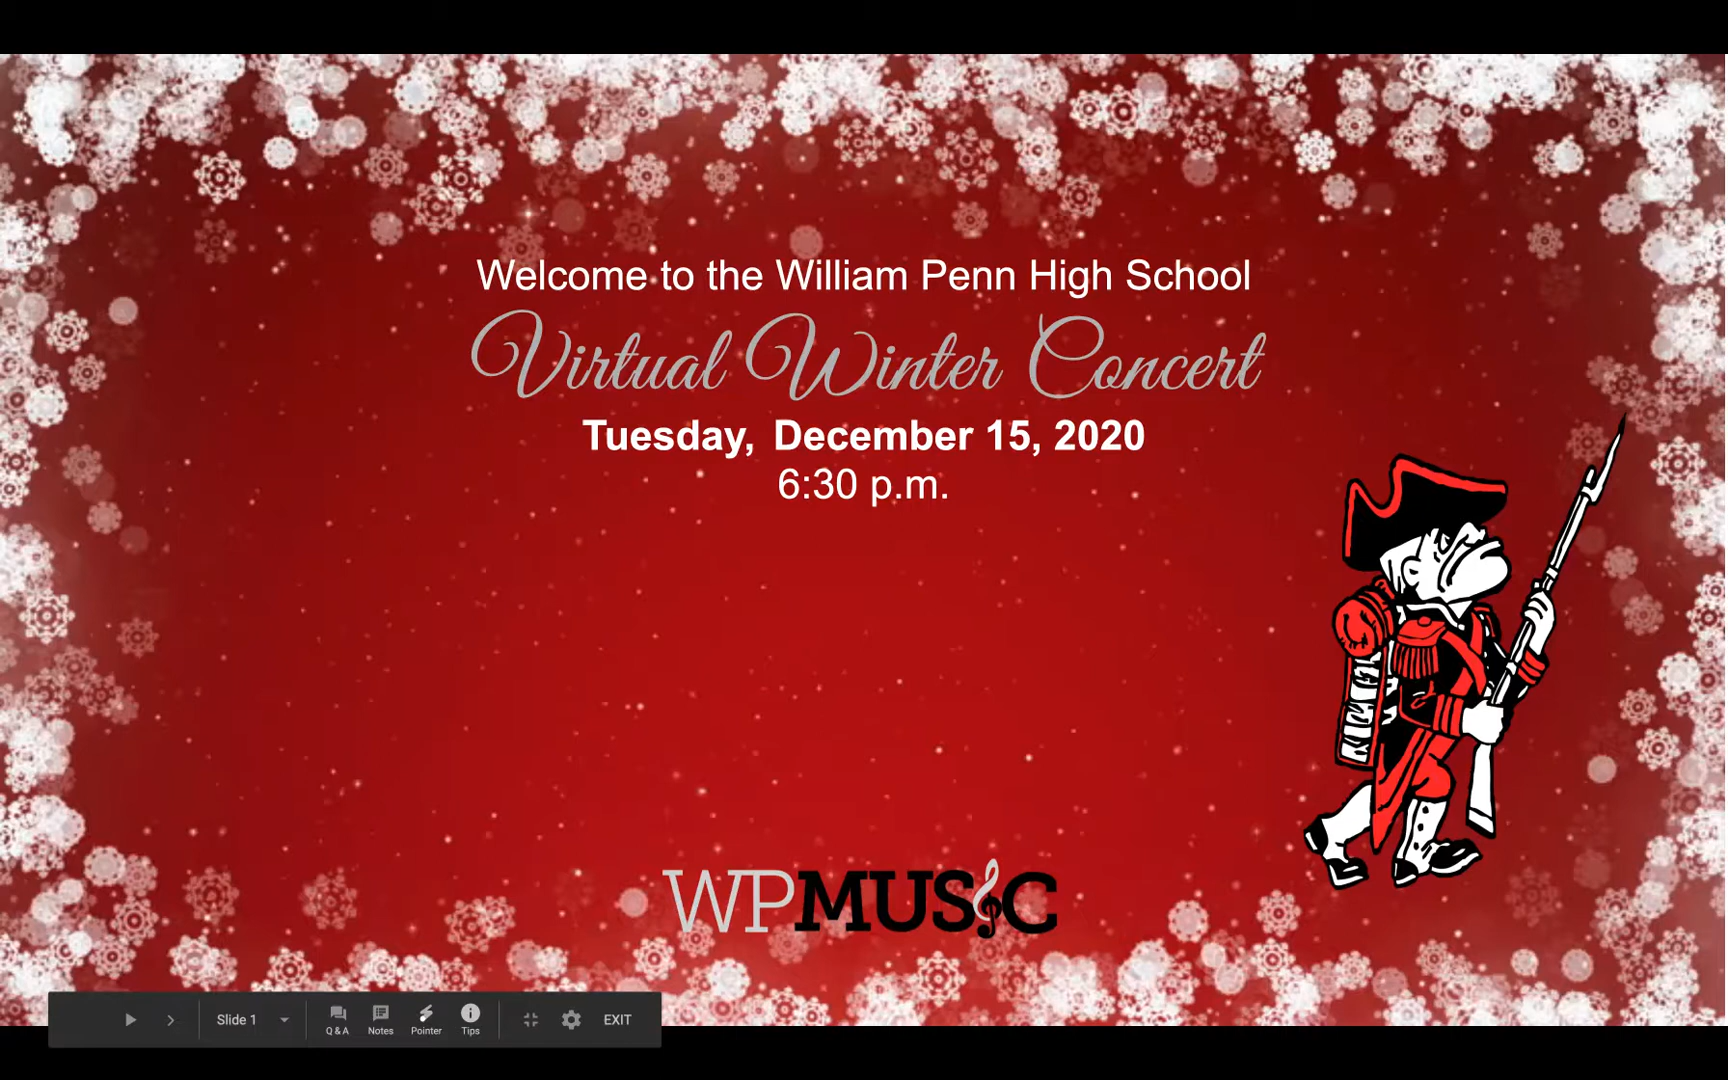 Welcome to the William Penn High School
Virtual Winter Concert
Tuesday, December 15, 2020
6:30 p.m.
WPMUSIC
Slide 1
Q & A
Notes
Pointer
Tips
EXIT